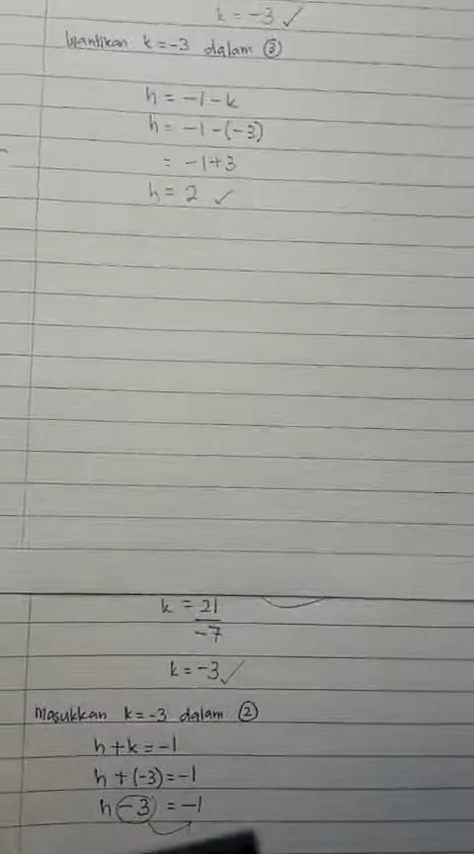 k = -3 ✓
Gantikan k = -3 dalam ③
h = -1 - k
h = -1 - (-3)
= -1 + 3
h = 2 ✓
k = 21
-7
k = -3 ✓
Masukkan k = -3 dalam ②
h + k = -1
h + (-3) = -1
h - 3 = -1